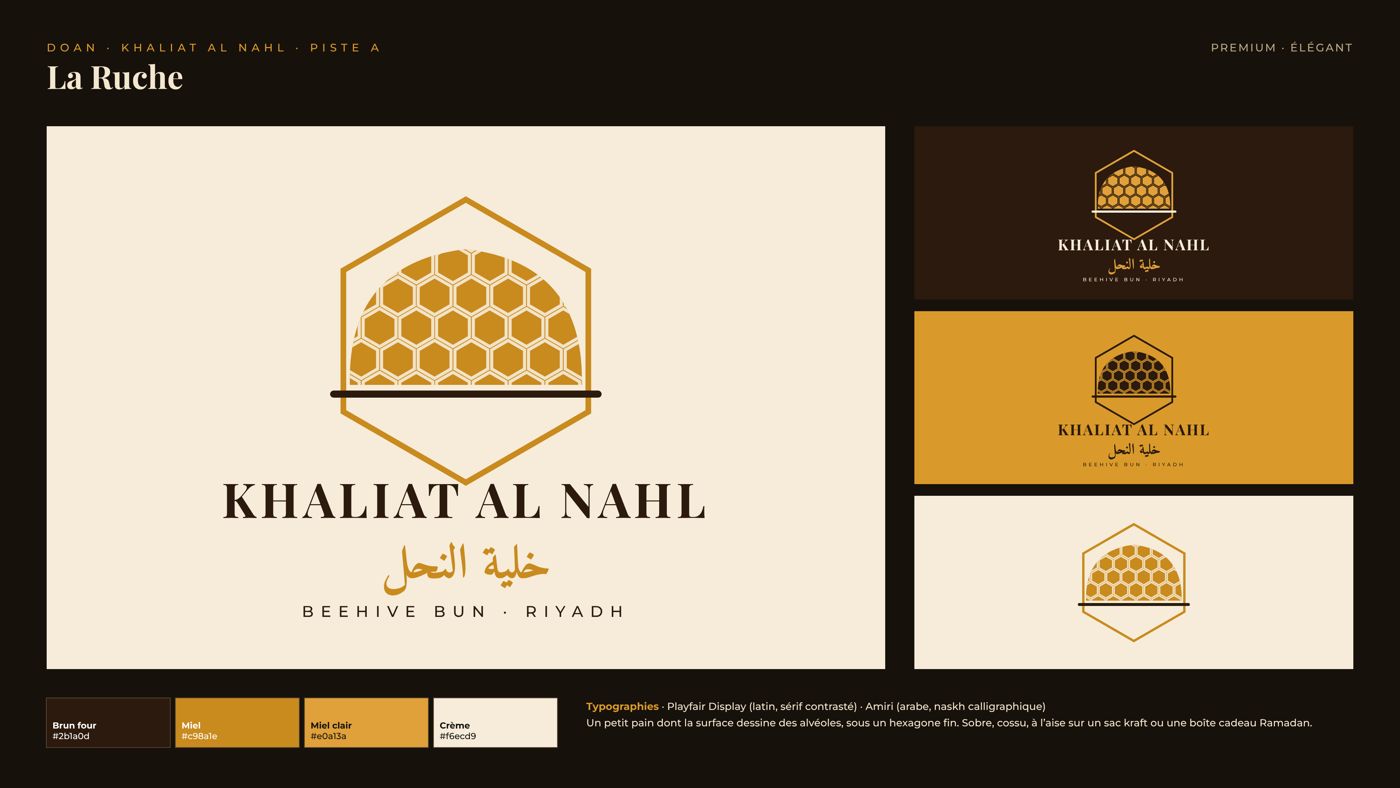 DOAN · KHALIAT AL NAHL · PISTE A
PREMIUM · ÉLÉGANT
La Ruche
KHALIAT AL NAHL
خلية النحل
BEEHIVE BUN · RIYADH
KHALIAT AL NAHL
خلية النحل
BEEHIVE BUN · RIYADH
KHALIAT AL NAHL
خلية النحل
BEEHIVE BUN · RIYADH
Brun four
#2b1a0d
Miel
#c98a1e
Miel clair
#e0a13a
Crème
#f6ecd9
Typographies · Playfair Display (latin, sérif contrasté) · Amiri (arabe, naskh calligraphique)
Un petit pain dont la surface dessine des alvéoles, sous un hexagone fin. Sobre, cossu, à l’aise sur un sac kraft ou une boîte cadeau Ramadan.